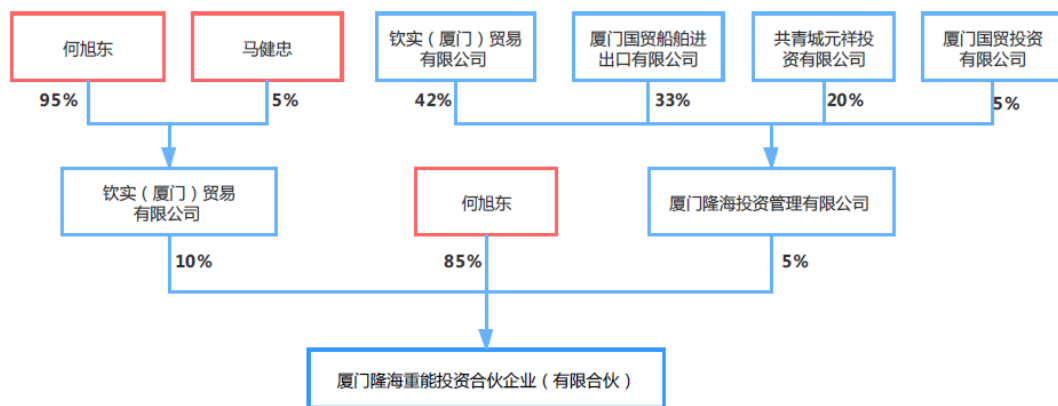 何旭东
马健忠
钦实（厦门）贸易
有限公司
厦门国贸船舶进
出口有限公司
共青城元祥投
资有限公司
厦门国贸投资
有限公司
95%
5%
42%
33%
20%
5%
钦实（厦门）贸易
有限公司
何旭东
厦门隆海投资管理有限公司
10%
85%
5%
厦门隆海重能投资合伙企业（有限合伙）